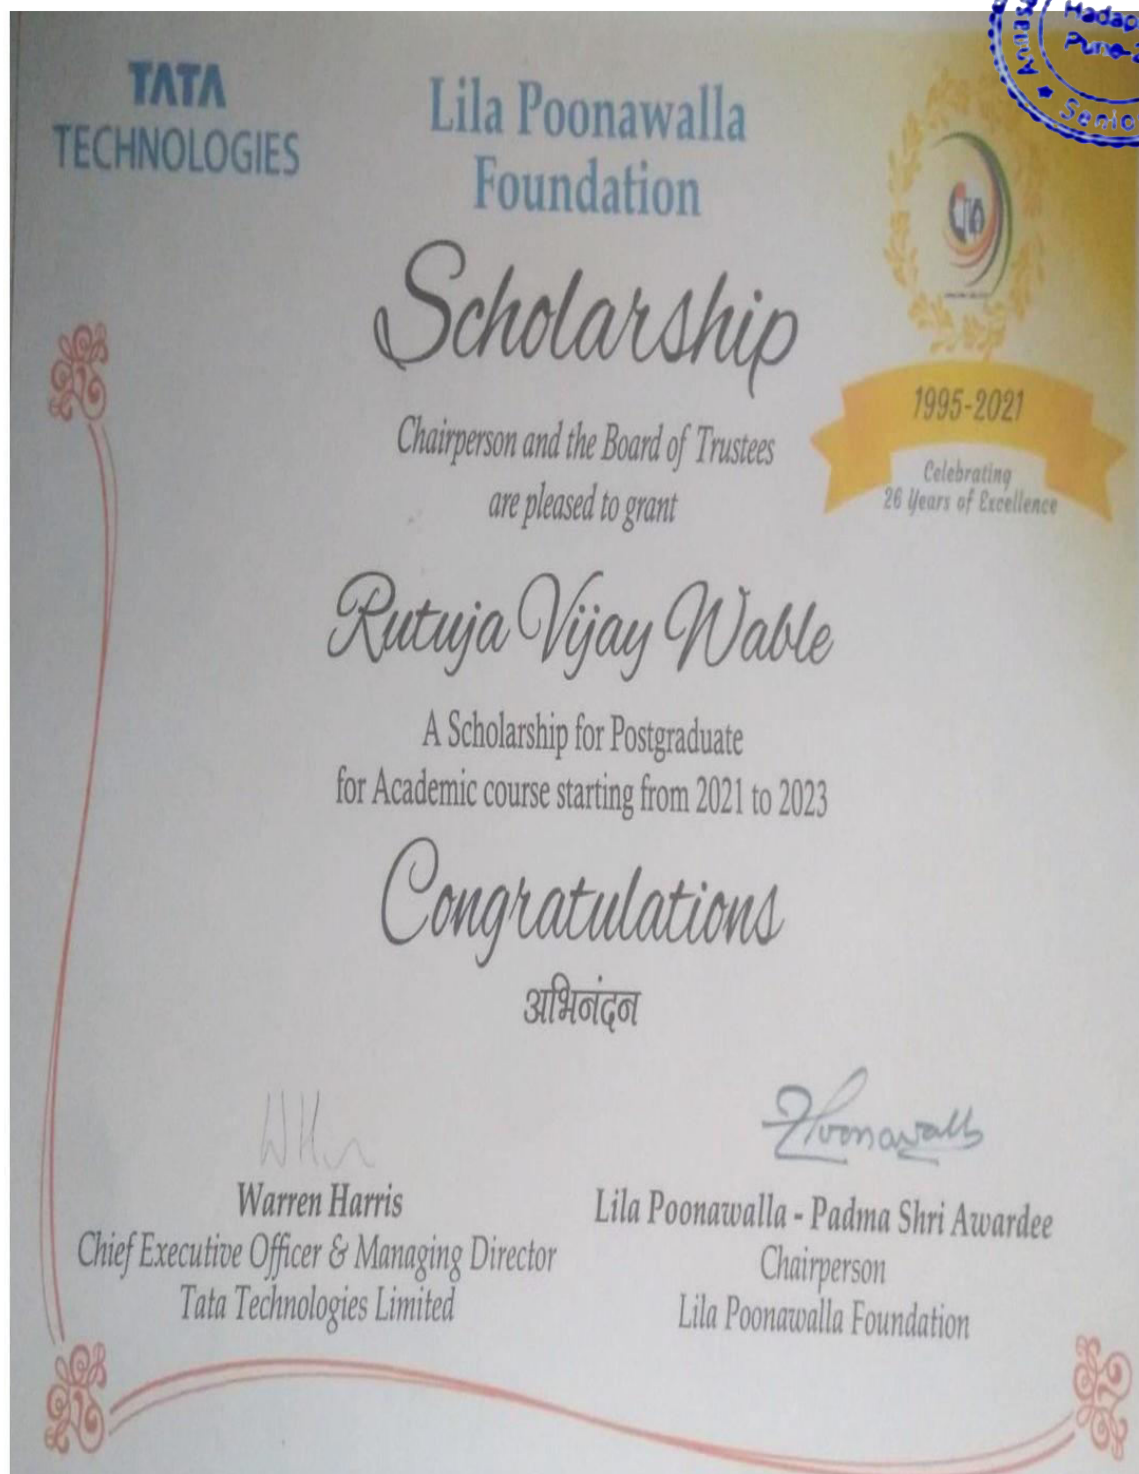 TATA
TECHNOLOGIES
Lila Poonawalla
Foundation
Scholarship
Chairperson and the Board of Trustees
are pleased to grant
1995-2021
Celebrating
26 Years of Excellence
Rutuja Vijay Wable
A Scholarship for Postgraduate
for Academic course starting from 2021 to 2023
Congratulations
अभिनंदन
Warren Harris
Chief Executive Officer & Managing Director
Tata Technologies Limited
Lila Poonawalla - Padma Shri Awardee
Chairperson
Lila Poonawalla Foundation